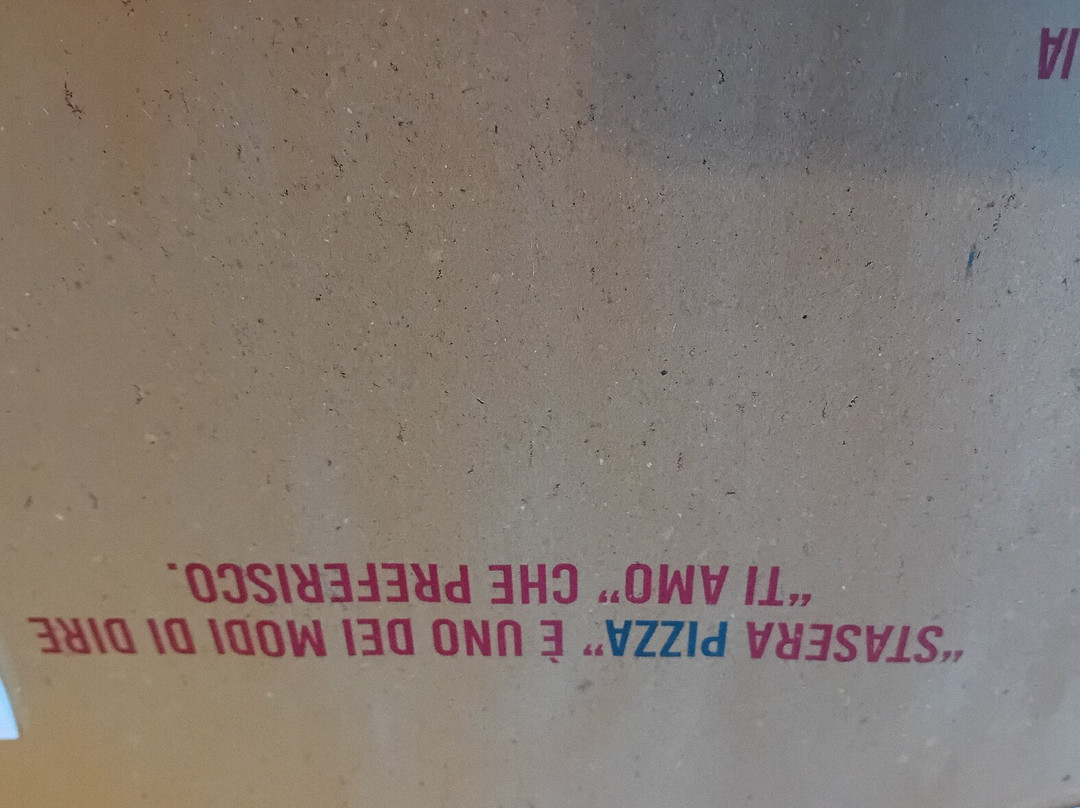 "STASERA PIZZA" È UNO DEI MODI DI DIRE
"TI AMO" CHE PREFERISCO.